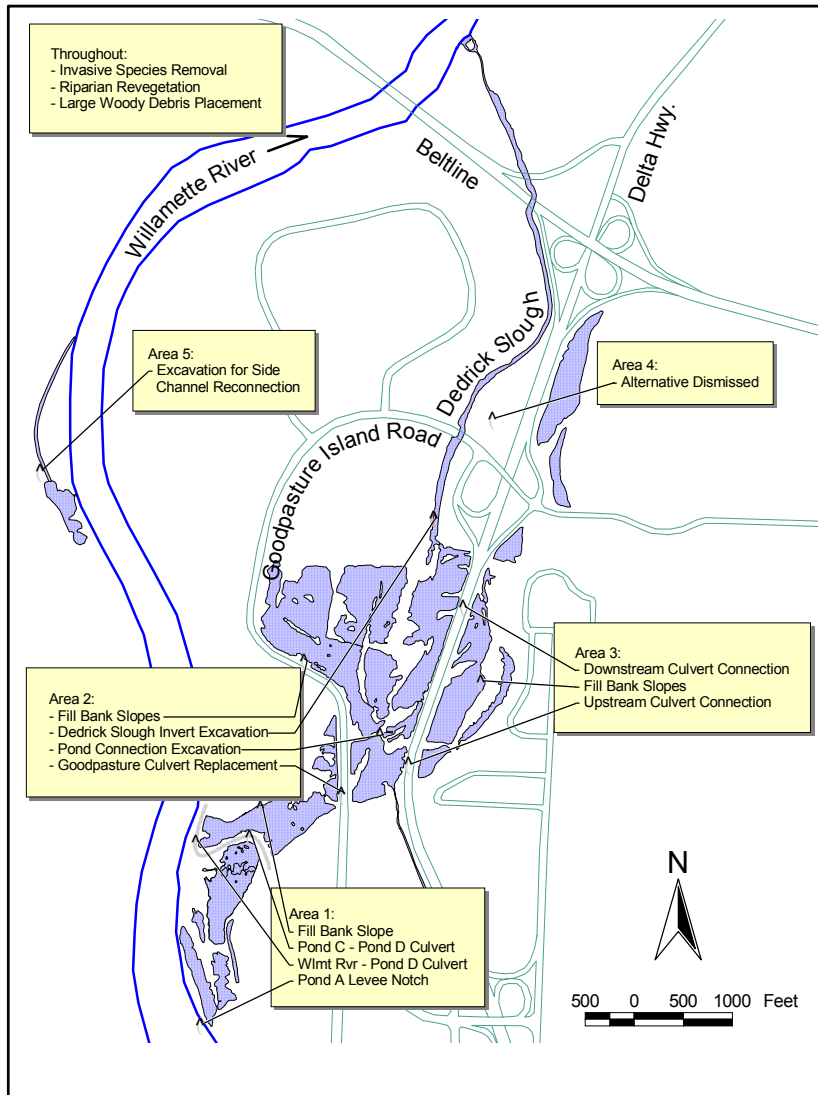 Throughout:
- Invasive Species Removal
- Riparian Revegetation
- Large Woody Debris Placement
Willamette River
Beltline
Delta Hwy.
Dedrick Slough
Area 5:
Excavation for Side
Channel Reconnection
Area 4:
Alternative Dismissed
Goodpasture Island Road
Area 3:
Downstream Culvert Connection
Fill Bank Slopes
Upstream Culvert Connection
Area 2:
- Fill Bank Slopes
- Dedrick Slough Invert Excavation
- Pond Connection Excavation
- Goodpasture Culvert Replacement
Area 1:
Fill Bank Slope
Pond C - Pond D Culvert
Wlmt Rvr - Pond D Culvert
Pond A Levee Notch
N
500 0 500 1000 Feet